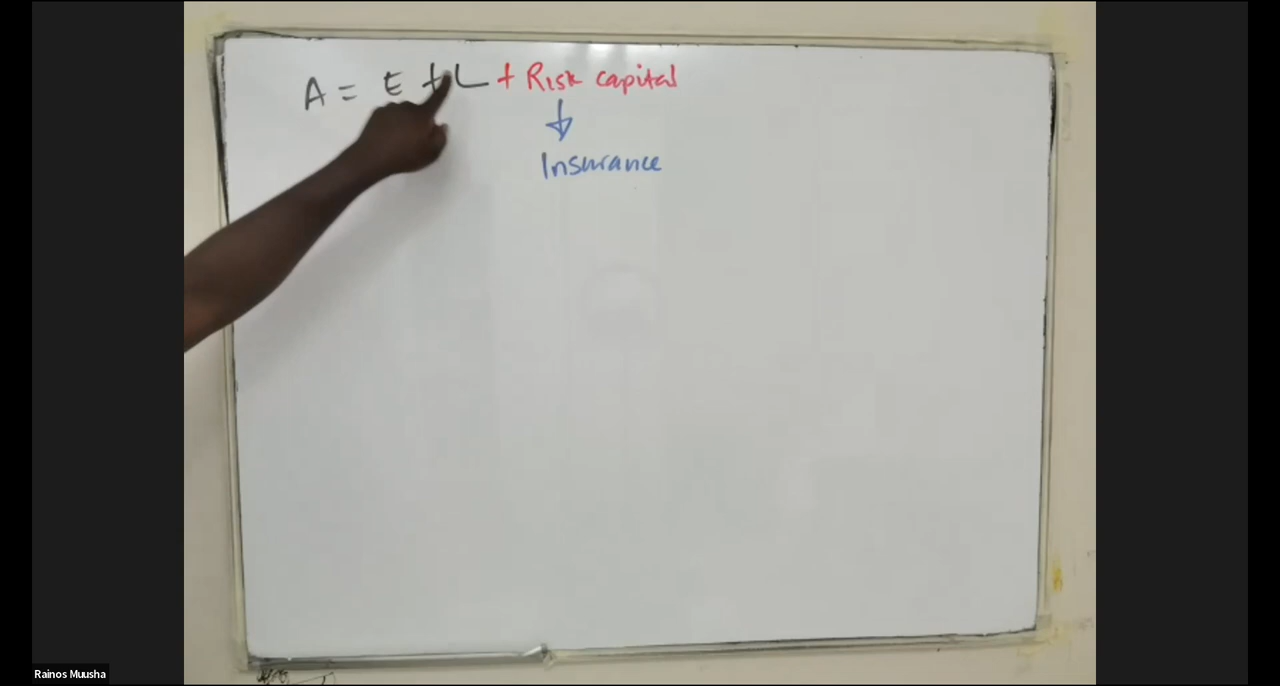 A = E + L + Risk capital
Insurance
Rainos Muusha